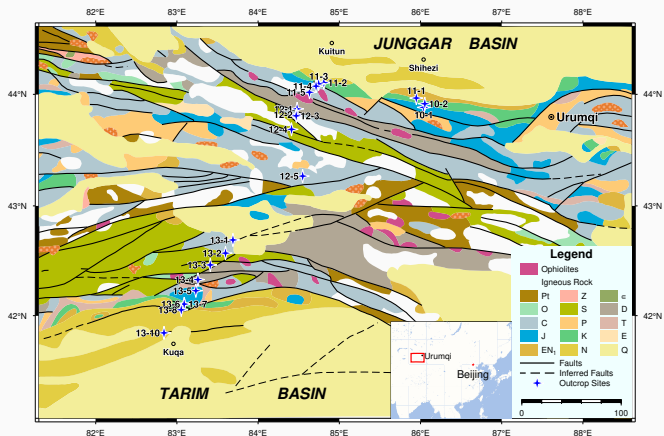 82°E 83°E 84°E 85°E 86°E 87°E 88°E
JUNGGAR BASIN
Kuitun
Shihezi
44°N 44°N
11-3
11-4 11-2
11-5
11-1
10-2
10-1
Urumqi
12-1
12-2 12-3
12-4
12-5
43°N 43°N
13-1
13-2
13-3
13-4
13-5
13-6 13-7
13-8
13-10
Kuqa
42°N 42°N
TARIM BASIN
Legend
Ophiolites
Igneous Rock
Pt Z є
O S D
C P T
J K E
EN₁ N Q
Faults
Inferred Faults
Outcrop Sites
0 100
Urumqi
Beijing
82°E 83°E 84°E 85°E 86°E 87°E 88°E